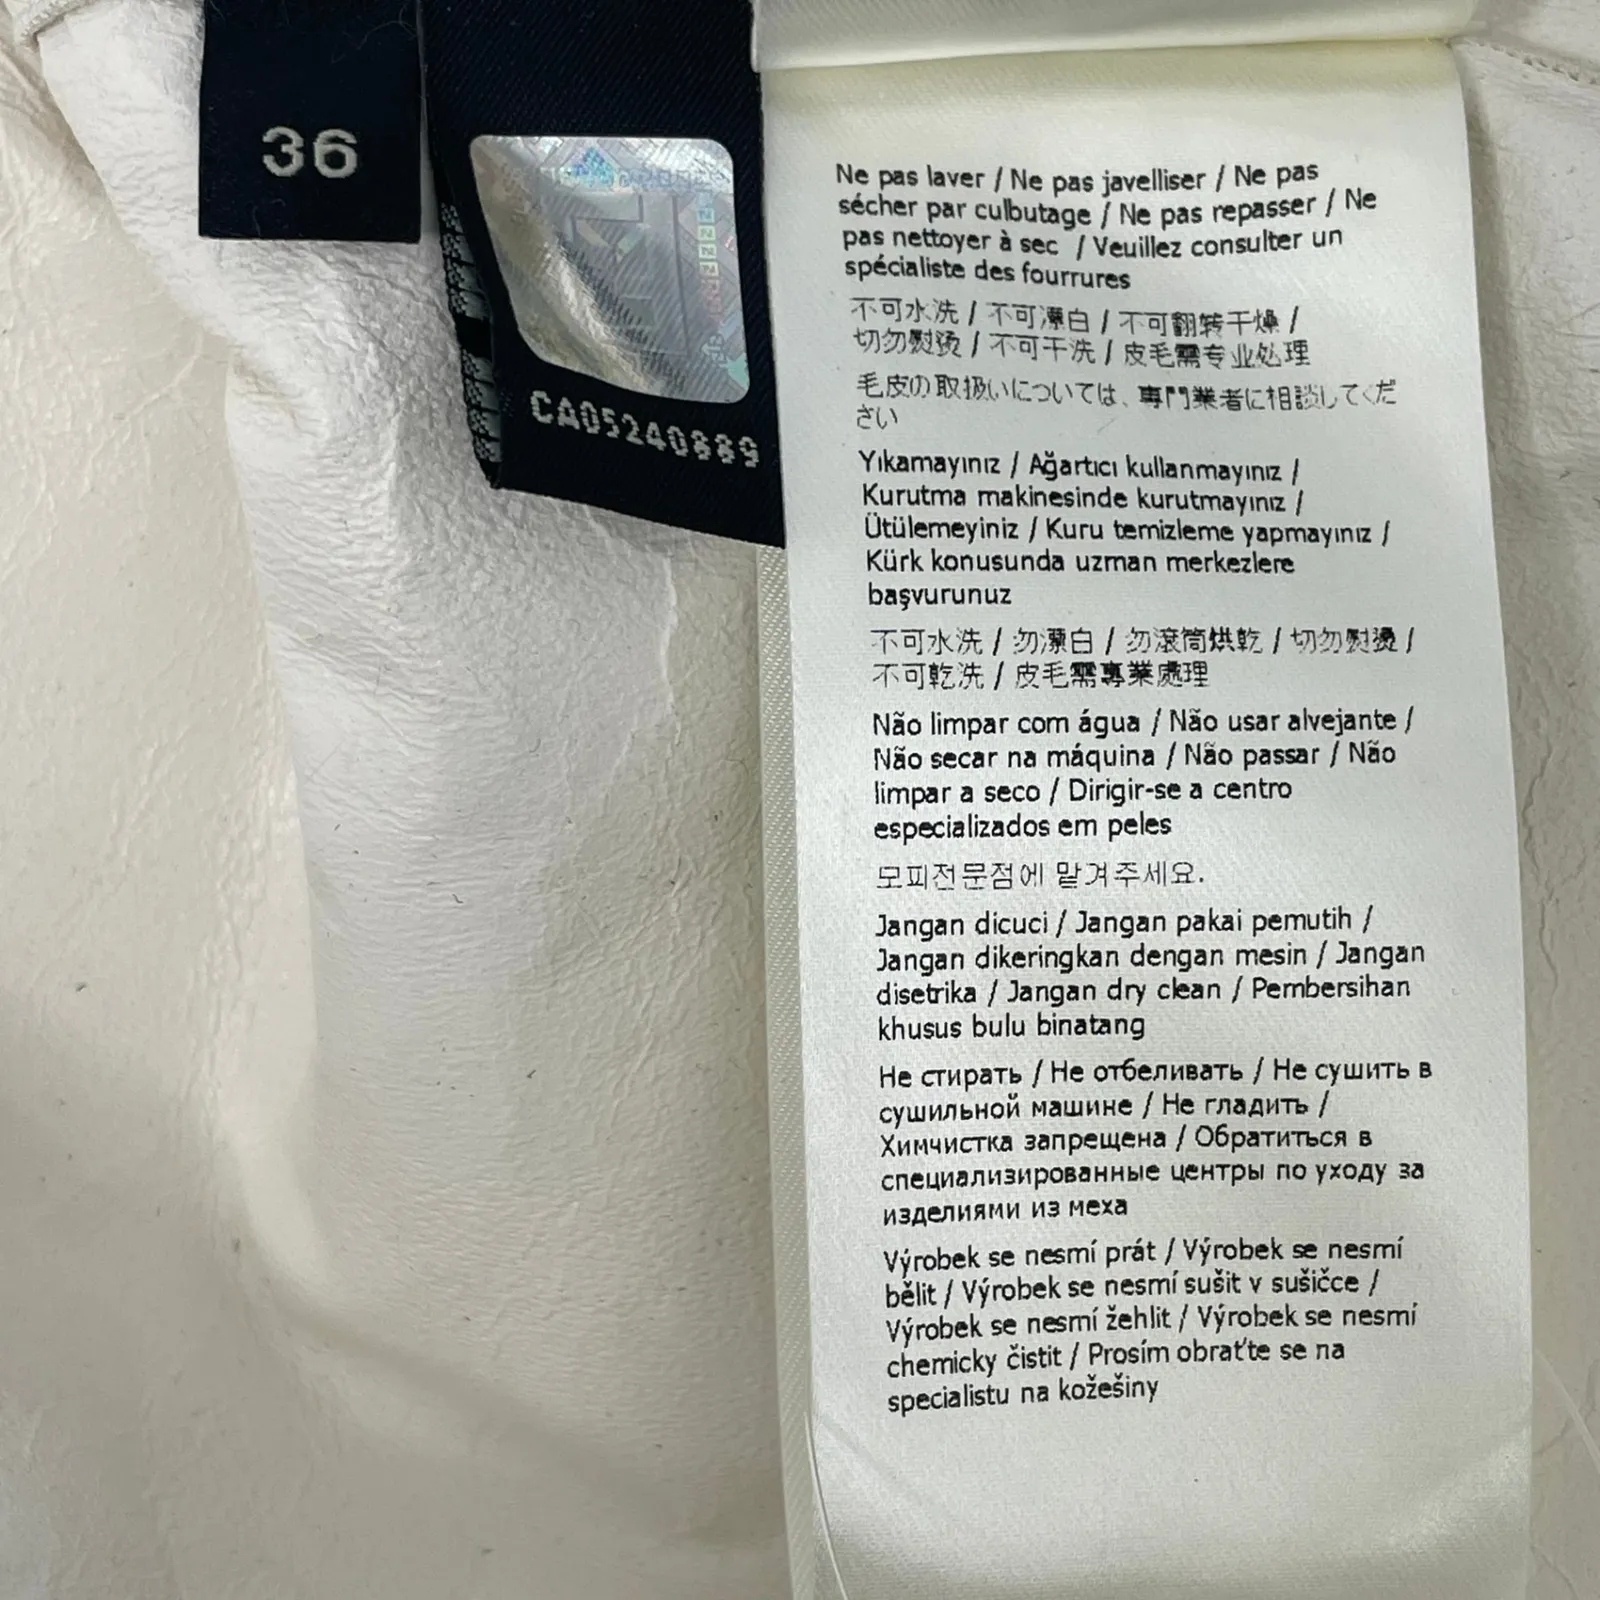 36
CA05240889
Ne pas laver / Ne pas javelliser / Ne pas
sécher par culbutage / Ne pas repasser / Ne
pas nettoyer à sec / Veuillez consulter un
spécialiste des fourrures
不可水洗 / 不可漂白 / 不可翻转干燥 /
切勿熨烫 / 不可干洗 / 皮毛需专业处理
毛皮の取扱いについては、専門業者に相談してくだ
さい
Yıkamayınız / Ağartıcı kullanmayınız /
Kurutma makinesinde kurutmayınız /
Ütülemeyiniz / Kuru temizleme yapmayınız /
Kürk konusunda uzman merkezlere
başvurunuz
不可水洗 / 勿漂白 / 勿滾筒烘乾 / 切勿熨燙 /
不可乾洗 / 皮毛需專業處理
Não limpar com água / Não usar alvejante /
Não secar na máquina / Não passar / Não
limpar a seco / Dirigir-se a centro
especializados em peles
모피전문점에 맡겨주세요.
Jangan dicuci / Jangan pakai pemutih /
Jangan dikeringkan dengan mesin / Jangan
disetrika / Jangan dry clean / Pembersihan
khusus bulu binatang
Не стирать / Не отбеливать / Не сушить в
сушильной машине / Не гладить /
Химчистка запрещена / Обратиться в
специализированные центры по уходу за
изделиями из меха
Výrobek se nesmí prát / Výrobek se nesmí
bělit / Výrobek se nesmí sušit v sušičce /
Výrobek se nesmí žehlit / Výrobek se nesmí
chemicky čistit / Prosím obraťte se na
specialistu na kožešiny